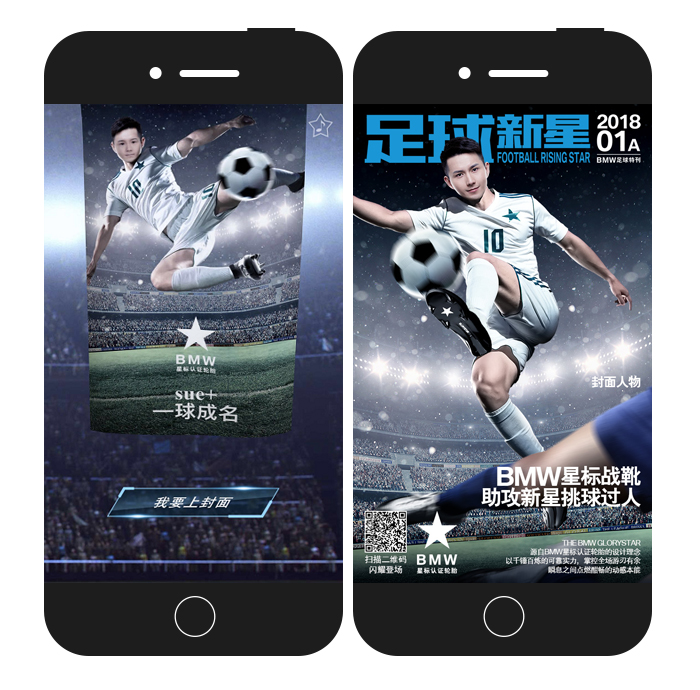 10
BMW
星标认证轮胎
sue+
一球成名
我要上封面
足球新星
FOOTBALL RISING STAR
2018
01A
BMW足球特刊
10
封面人物
BMW星标战靴
助攻新星挑球过人
扫描二维码
闪耀登场
BMW
星标认证轮胎
THE BMW GLORYSTAR
源自BMW星标认证轮胎的设计理念
以千锤百炼的可靠实力，掌控全场游刃有余
瞬息之间点燃酣畅的动感本能